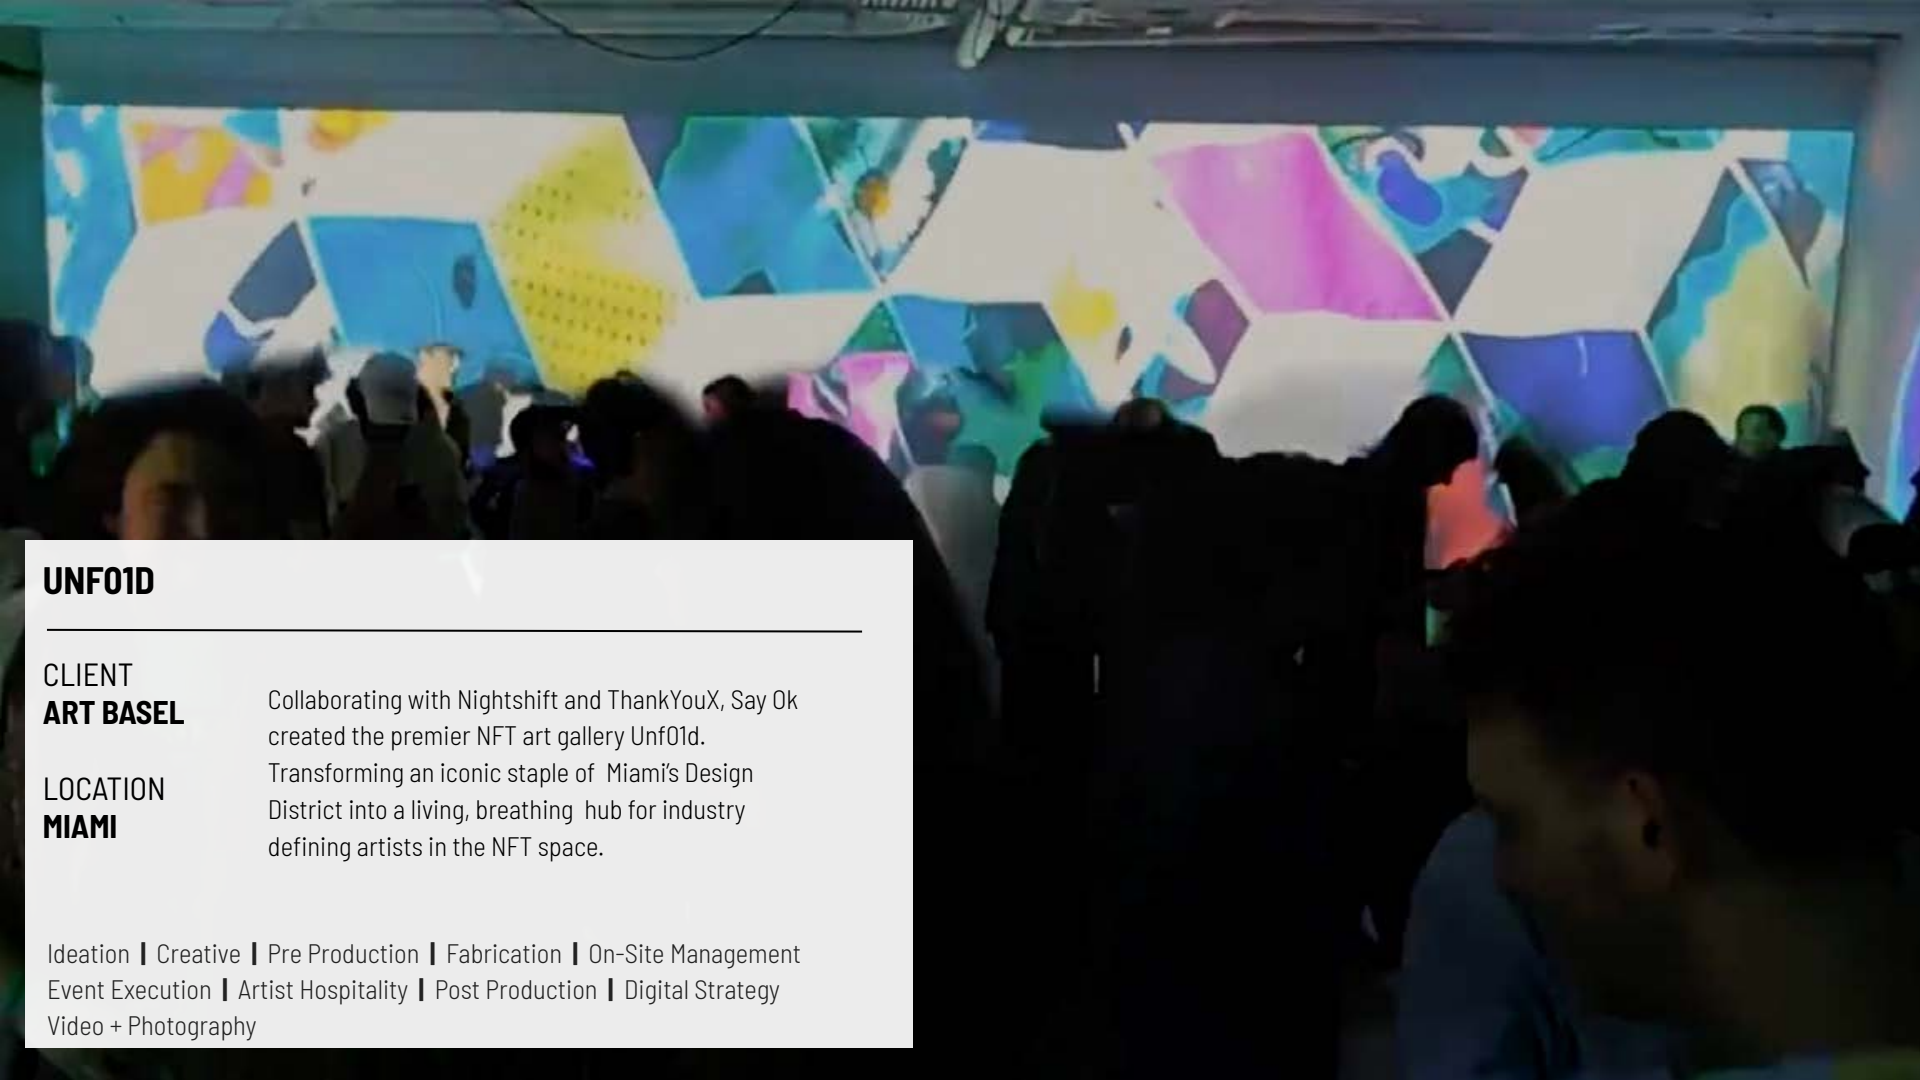 UNF01D
CLIENT
ART BASEL
LOCATION
MIAMI
Collaborating with Nightshift and ThankYouX, Say Ok
created the premier NFT art gallery Unf01d.
Transforming an iconic staple of  Miami's Design
District into a living, breathing  hub for industry
defining artists in the NFT space.
Ideation | Creative | Pre Production | Fabrication | On-Site Management
Event Execution | Artist Hospitality | Post Production | Digital Strategy
Video + Photography